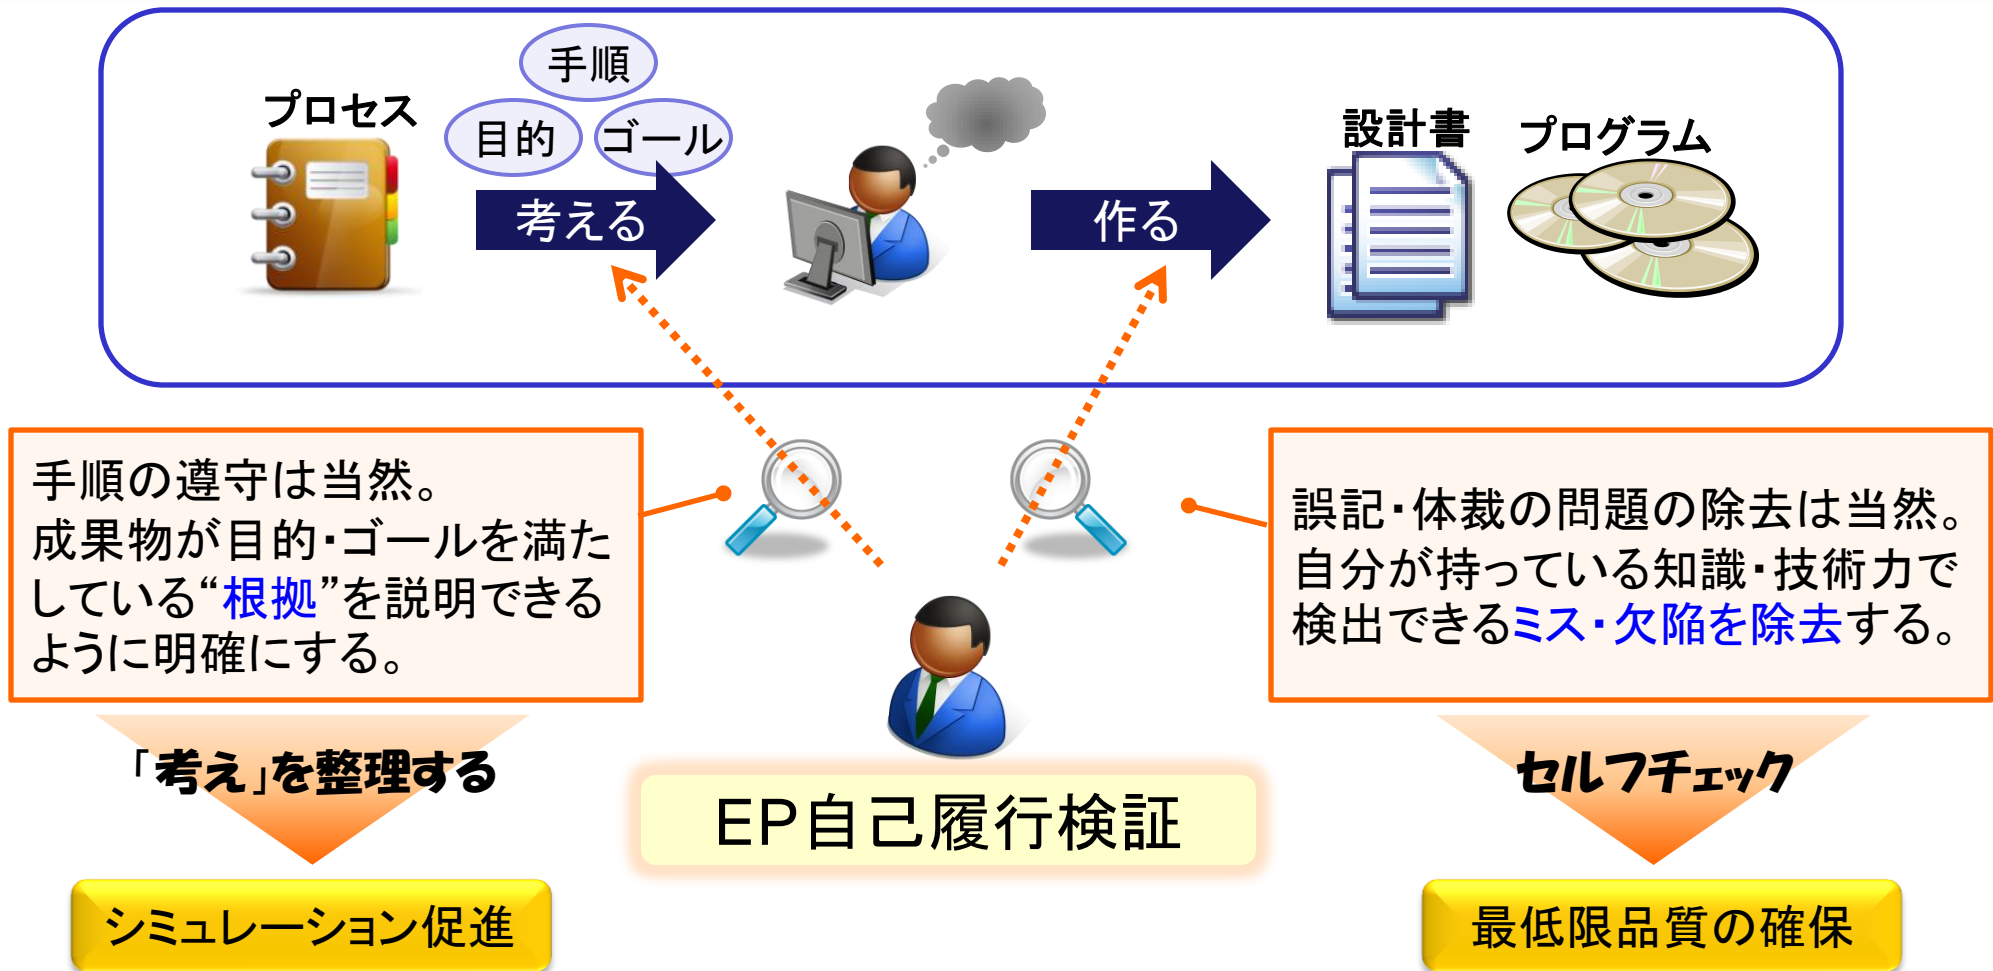 プロセス
手順
目的
ゴール
考える
作る
設計書
プログラム
手順の遵守は当然。
成果物が目的・ゴールを満た
している“根拠”を説明できる
ように明確にする。
誤記・体裁の問題の除去は当然。
自分が持っている知識・技術力で
検出できるミス・欠陥を除去する。
「考え」を整理する
セルフチェック
EP自己履行検証
シミュレーション促進
最低限品質の確保